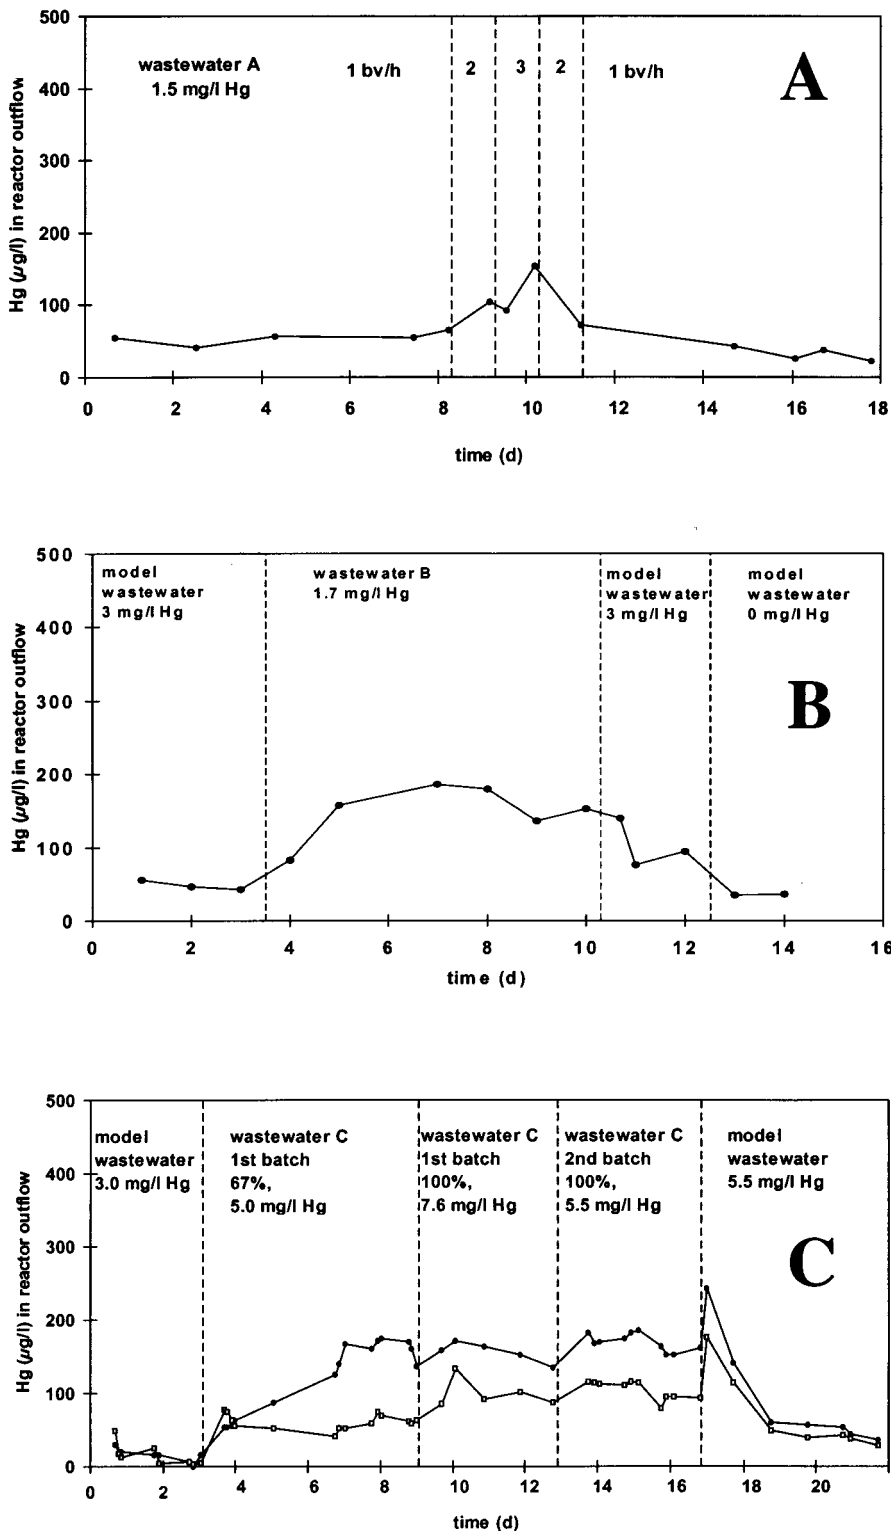 500
400
300
200
100
0
Hg (µg/l) in reactor outflow
wastewater A
1.5 mg/l Hg
1 bv/h
2
3
2
1 bv/h
A
0 2 4 6 8 10 12 14 16 18
time (d)
500
400
300
200
100
0
Hg (µg/l) in reactor outflow
model
wastewater
3 mg/l Hg
wastewater B
1.7 mg/l Hg
model
wastewater
3 mg/l Hg
model
wastewater
0 mg/l Hg
B
0 2 4 6 8 10 12 14 16
time (d)
500
400
300
200
100
0
Hg (µg/l) in reactor outflow
model
wastewater
3.0 mg/l Hg
wastewater C
1st batch
67%,
5.0 mg/l Hg
wastewater C
1st batch
100%,
7.6 mg/l Hg
wastewater C
2nd batch
100%,
5.5 mg/l Hg
model
wastewater
5.5 mg/l Hg
C
0 2 4 6 8 10 12 14 16 18 20
time (d)